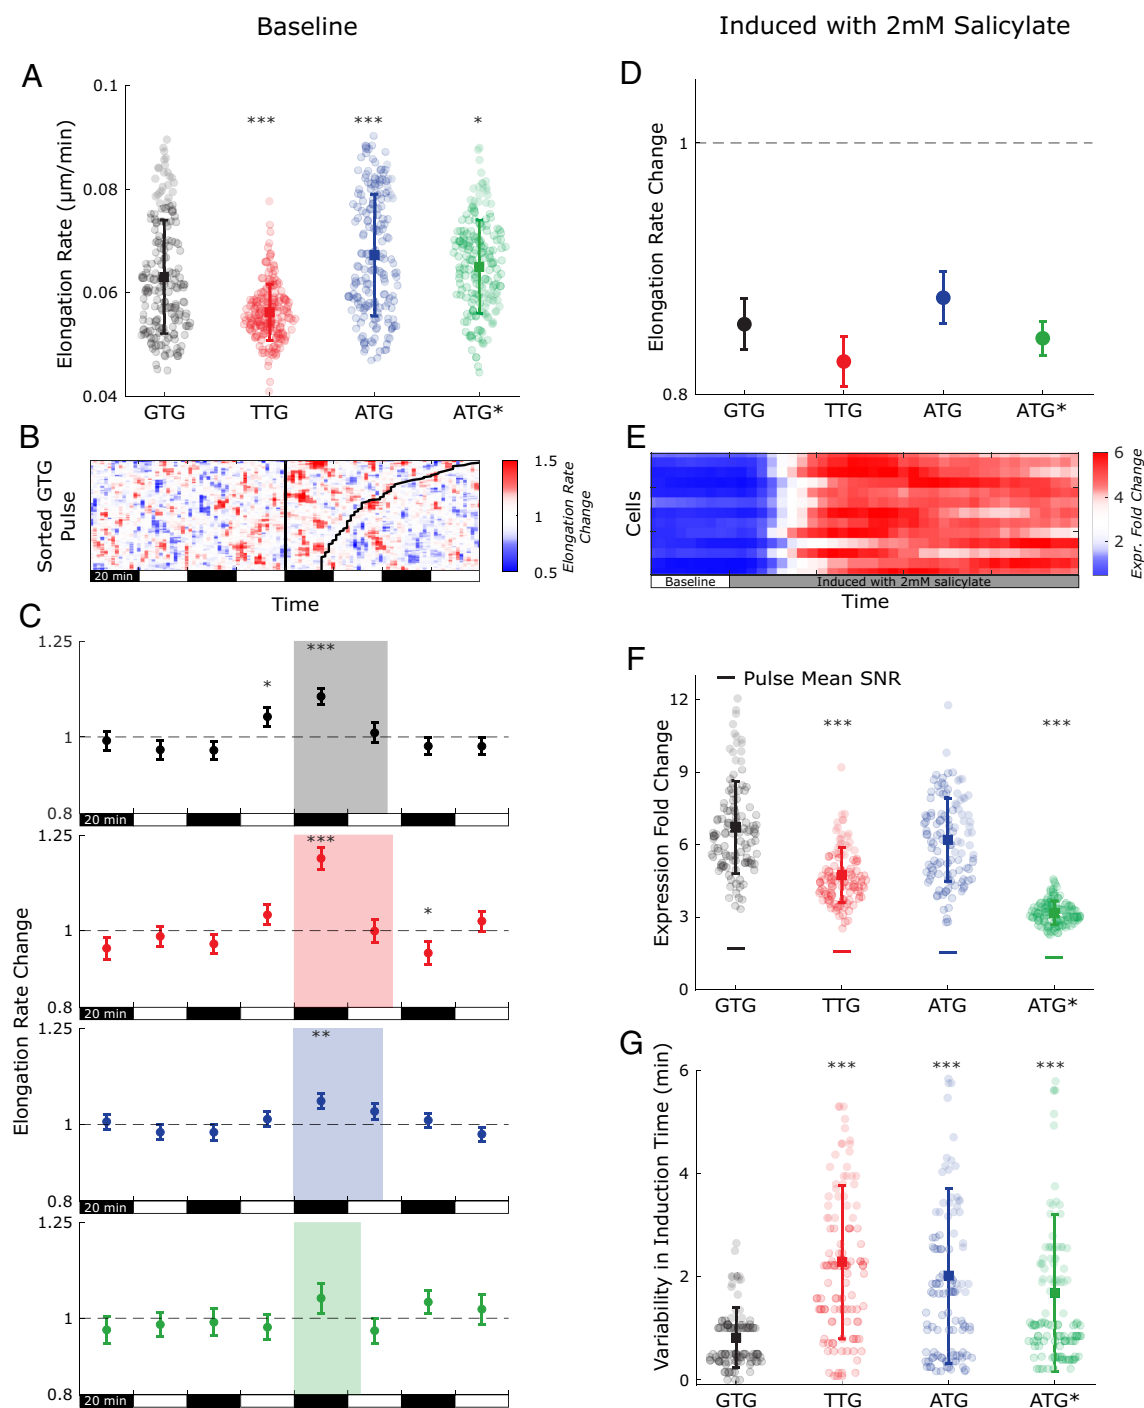 Baseline
Induced with 2mM Salicylate
A
Elongation Rate (µm/min)
0.1
0.08
0.06
0.04
***
***
*
GTG
TTG
ATG
ATG*
D
Elongation Rate Change
1
0.8
GTG
TTG
ATG
ATG*
B
Sorted GTG
Pulse
20 min
Time
1.5
1
0.5
Elongation Rate
Change
E
Cells
Baseline
Induced with 2mM salicylate
Time
6
4
2
Expr. Fold Change
C
Elongation Rate Change
1.25
1
0.8
*
***
20 min
1.25
1
0.8
***
*
20 min
1.25
1
0.8
**
20 min
1.25
1
0.8
20 min
F
Expression Fold Change
Pulse Mean SNR
12
9
6
3
0
***
***
GTG
TTG
ATG
ATG*
G
Variability in Induction Time (min)
6
4
2
0
***
***
***
GTG
TTG
ATG
ATG*